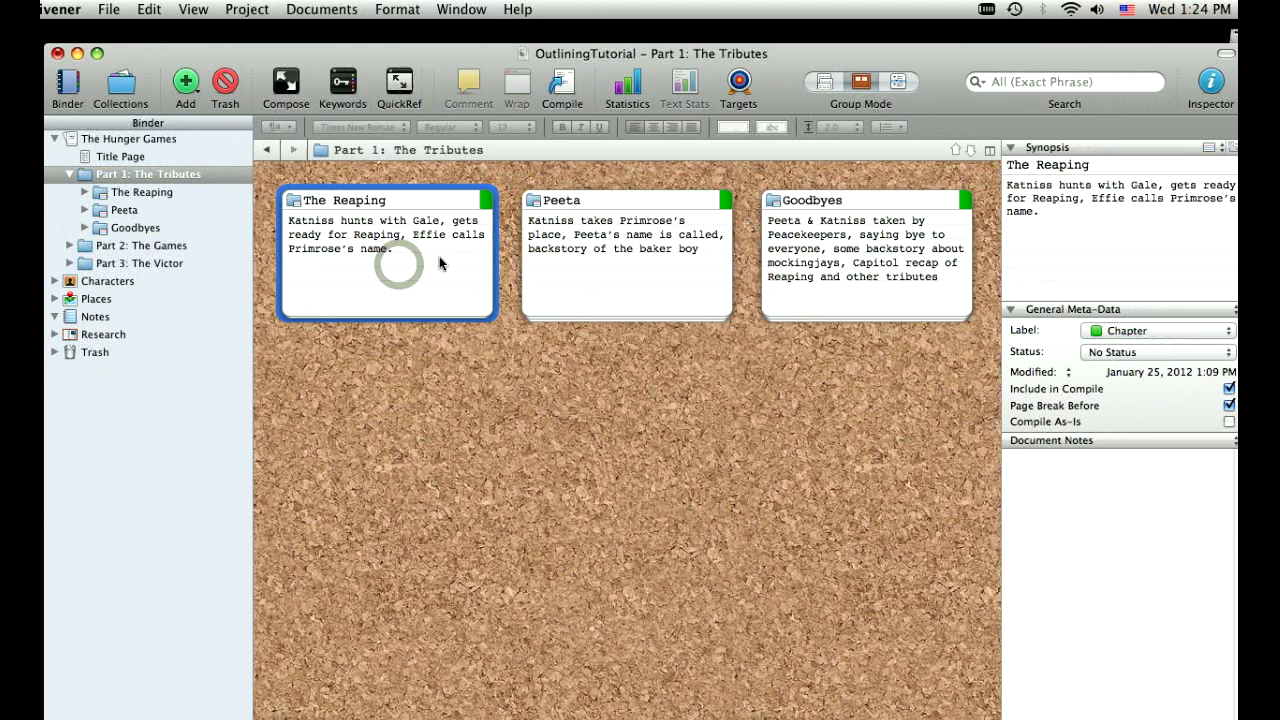 ivener File Edit View Project Documents Format Window Help Wed 1:24 PM
OutliningTutorial - Part 1: The Tributes
Binder Collections Add Trash Compose Keywords QuickRef Comment Wrap Compile Statistics Text Stats Targets Group Mode Search Inspector
All (Exact Phrase)
Times New Roman Regular 12 B I U abc 2.0
Binder
The Hunger Games
Title Page
Part 1: The Tributes
The Reaping
Peeta
Goodbyes
Part 2: The Games
Part 3: The Victor
Characters
Places
Notes
Research
Trash
Part 1: The Tributes
The Reaping
Katniss hunts with Gale, gets
ready for Reaping, Effie calls
Primrose's name.
Peeta
Katniss takes Primrose's
place, Peeta's name is called,
backstory of the baker boy
Goodbyes
Peeta & Katniss taken by
Peacekeepers, saying bye to
everyone, some backstory about
mockingjays, Capitol recap of
Reaping and other tributes
Synopsis
The Reaping
Katniss hunts with Gale, gets ready
for Reaping, Effie calls Primrose's
name.
General Meta-Data
Label: Chapter
Status: No Status
Modified: January 25, 2012 1:09 PM
Include in Compile
Page Break Before
Compile As-Is
Document Notes